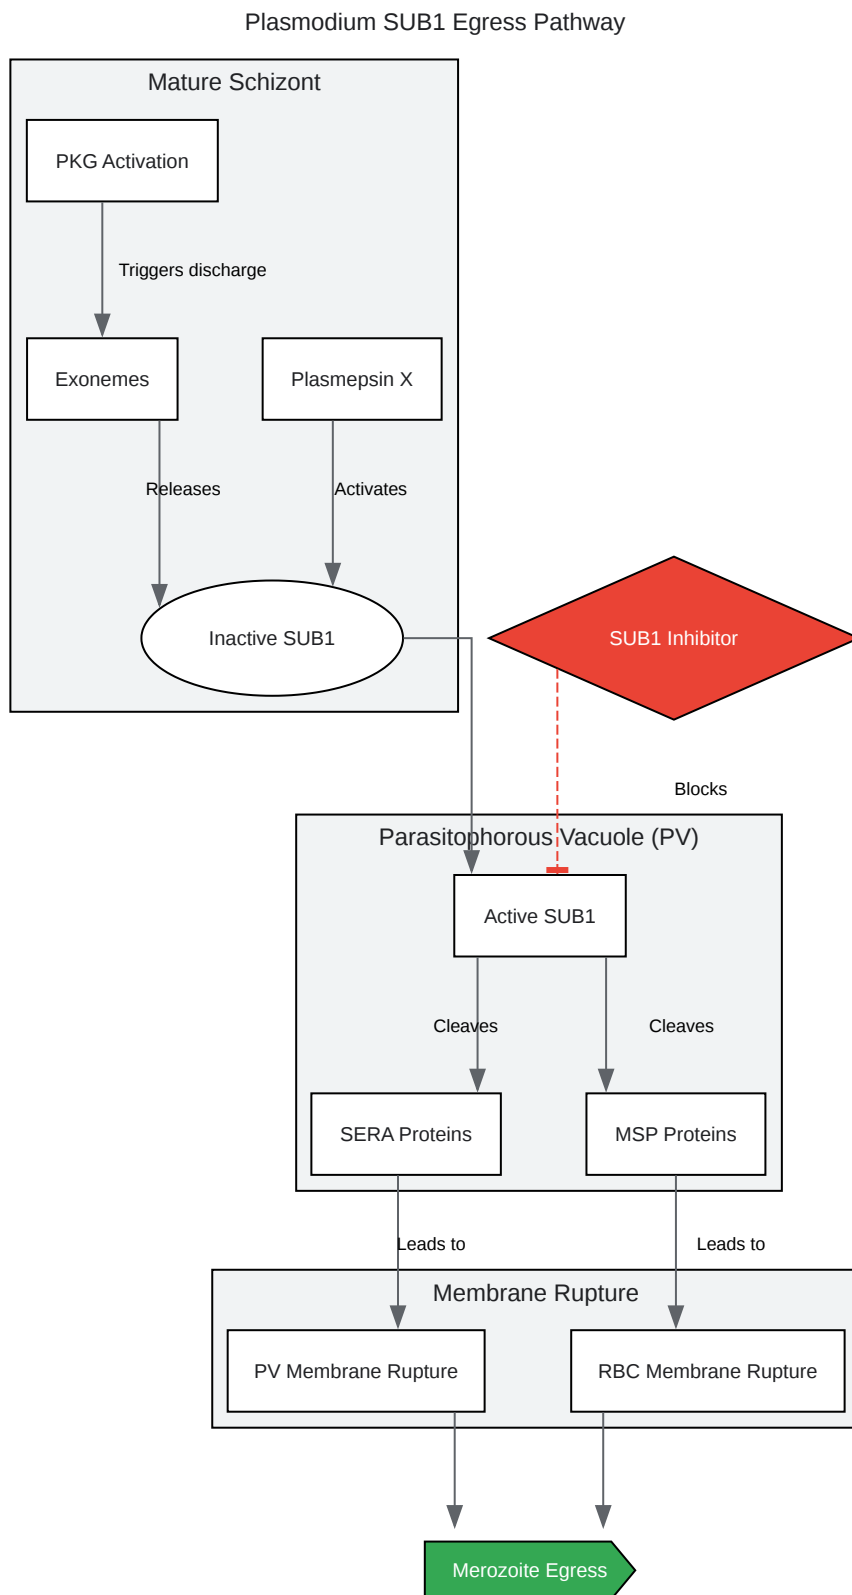 Plasmodium SUB1 Egress Pathway
Mature Schizont
PKG Activation
Triggers discharge
Exonemes
Plasmepsin X
Releases
Activates
Inactive SUB1
SUB1 Inhibitor
Blocks
Parasitophorous Vacuole (PV)
Active SUB1
Cleaves
Cleaves
SERA Proteins
MSP Proteins
Leads to
Leads to
Membrane Rupture
PV Membrane Rupture
RBC Membrane Rupture
Merozoite Egress